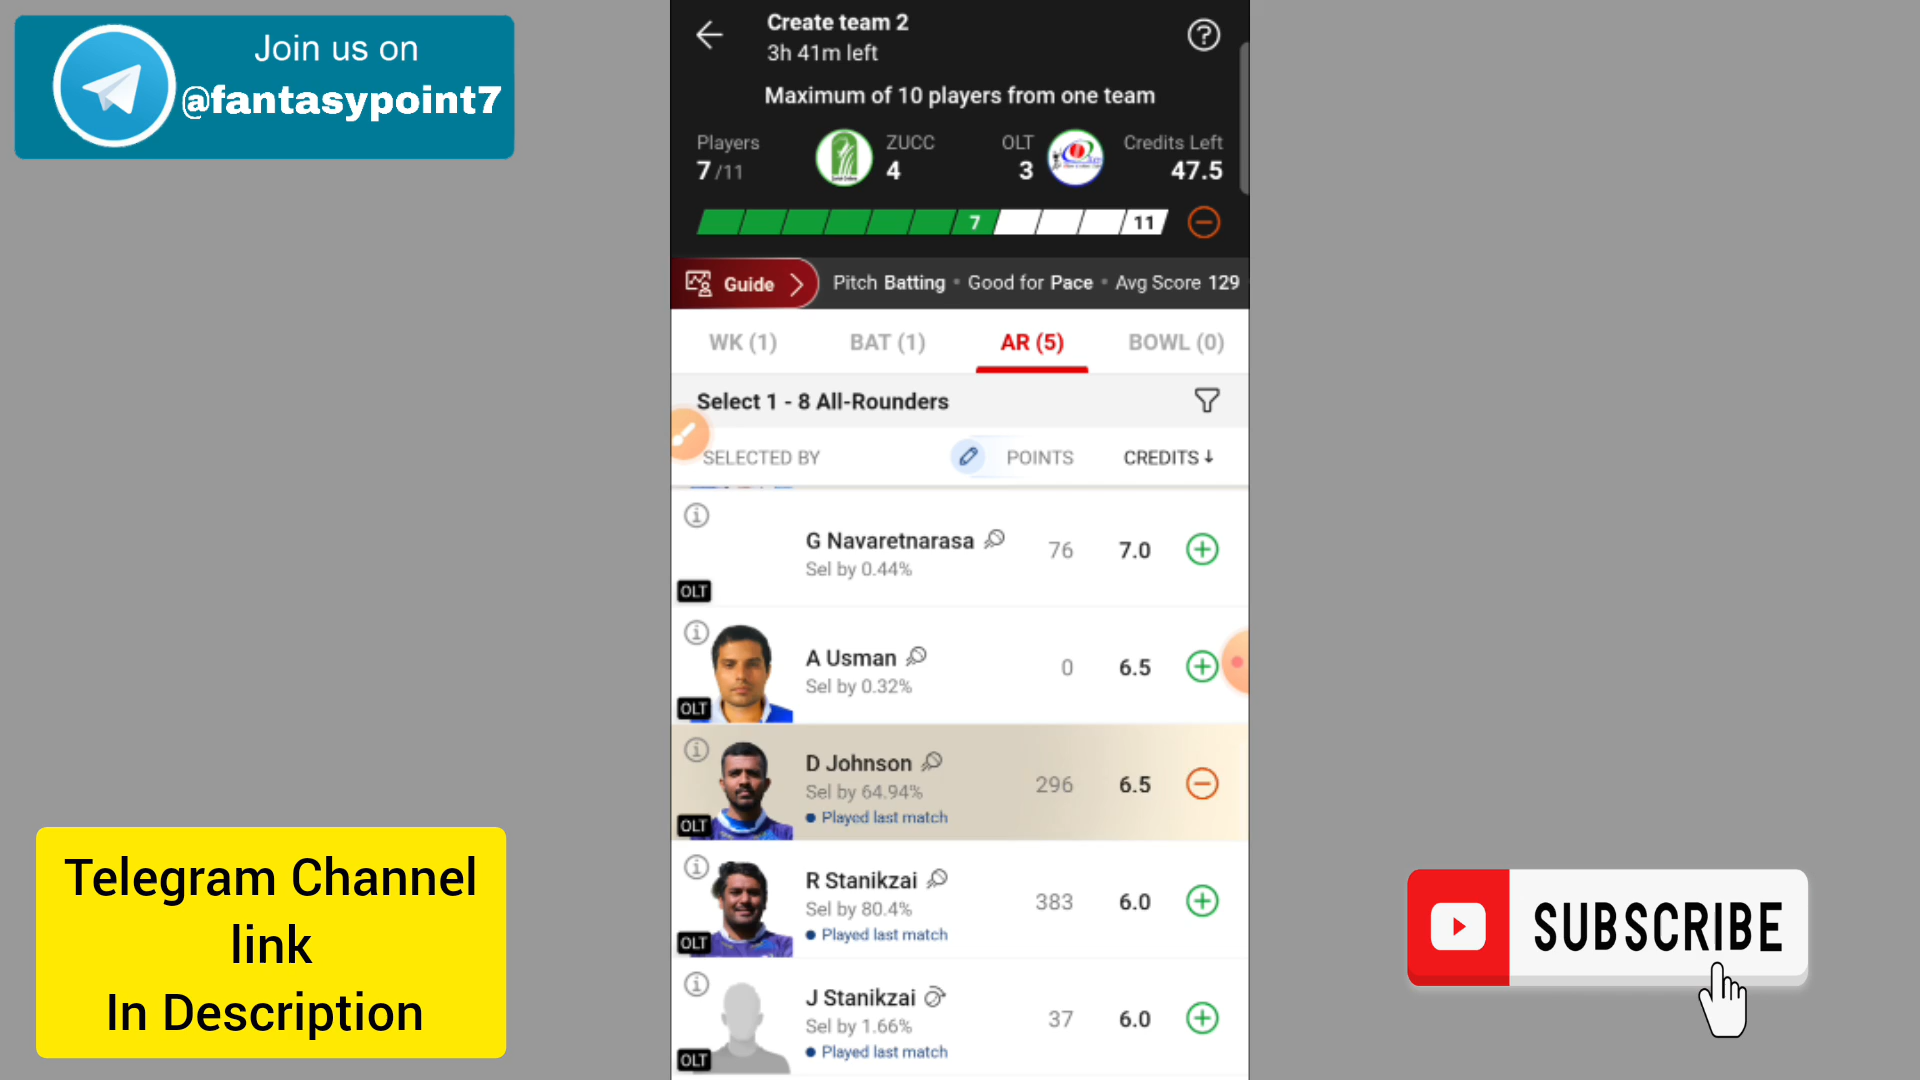 Join us on
@fantasypoint7
Create team 2
3h 41m left
Maximum of 10 players from one team
Players
7 /11
ZUCC
4
OLT
3
Credits Left
47.5
7
11
Guide
Pitch Batting • Good for Pace • Avg Score 129
WK (1)
BAT (1)
AR (5)
BOWL (0)
Select 1 - 8 All-Rounders
SELECTED BY
POINTS
CREDITS↓
G Navaretnarasa
76
7.0
Sel by 0.44%
OLT
A Usman
0
6.5
Sel by 0.32%
OLT
D Johnson
296
6.5
Sel by 64.94%
Played last match
OLT
R Stanikzai
383
6.0
Sel by 80.4%
Played last match
OLT
J Stanikzai
37
6.0
Sel by 1.66%
Played last match
OLT
Telegram Channel
link
In Description
SUBSCRIBE